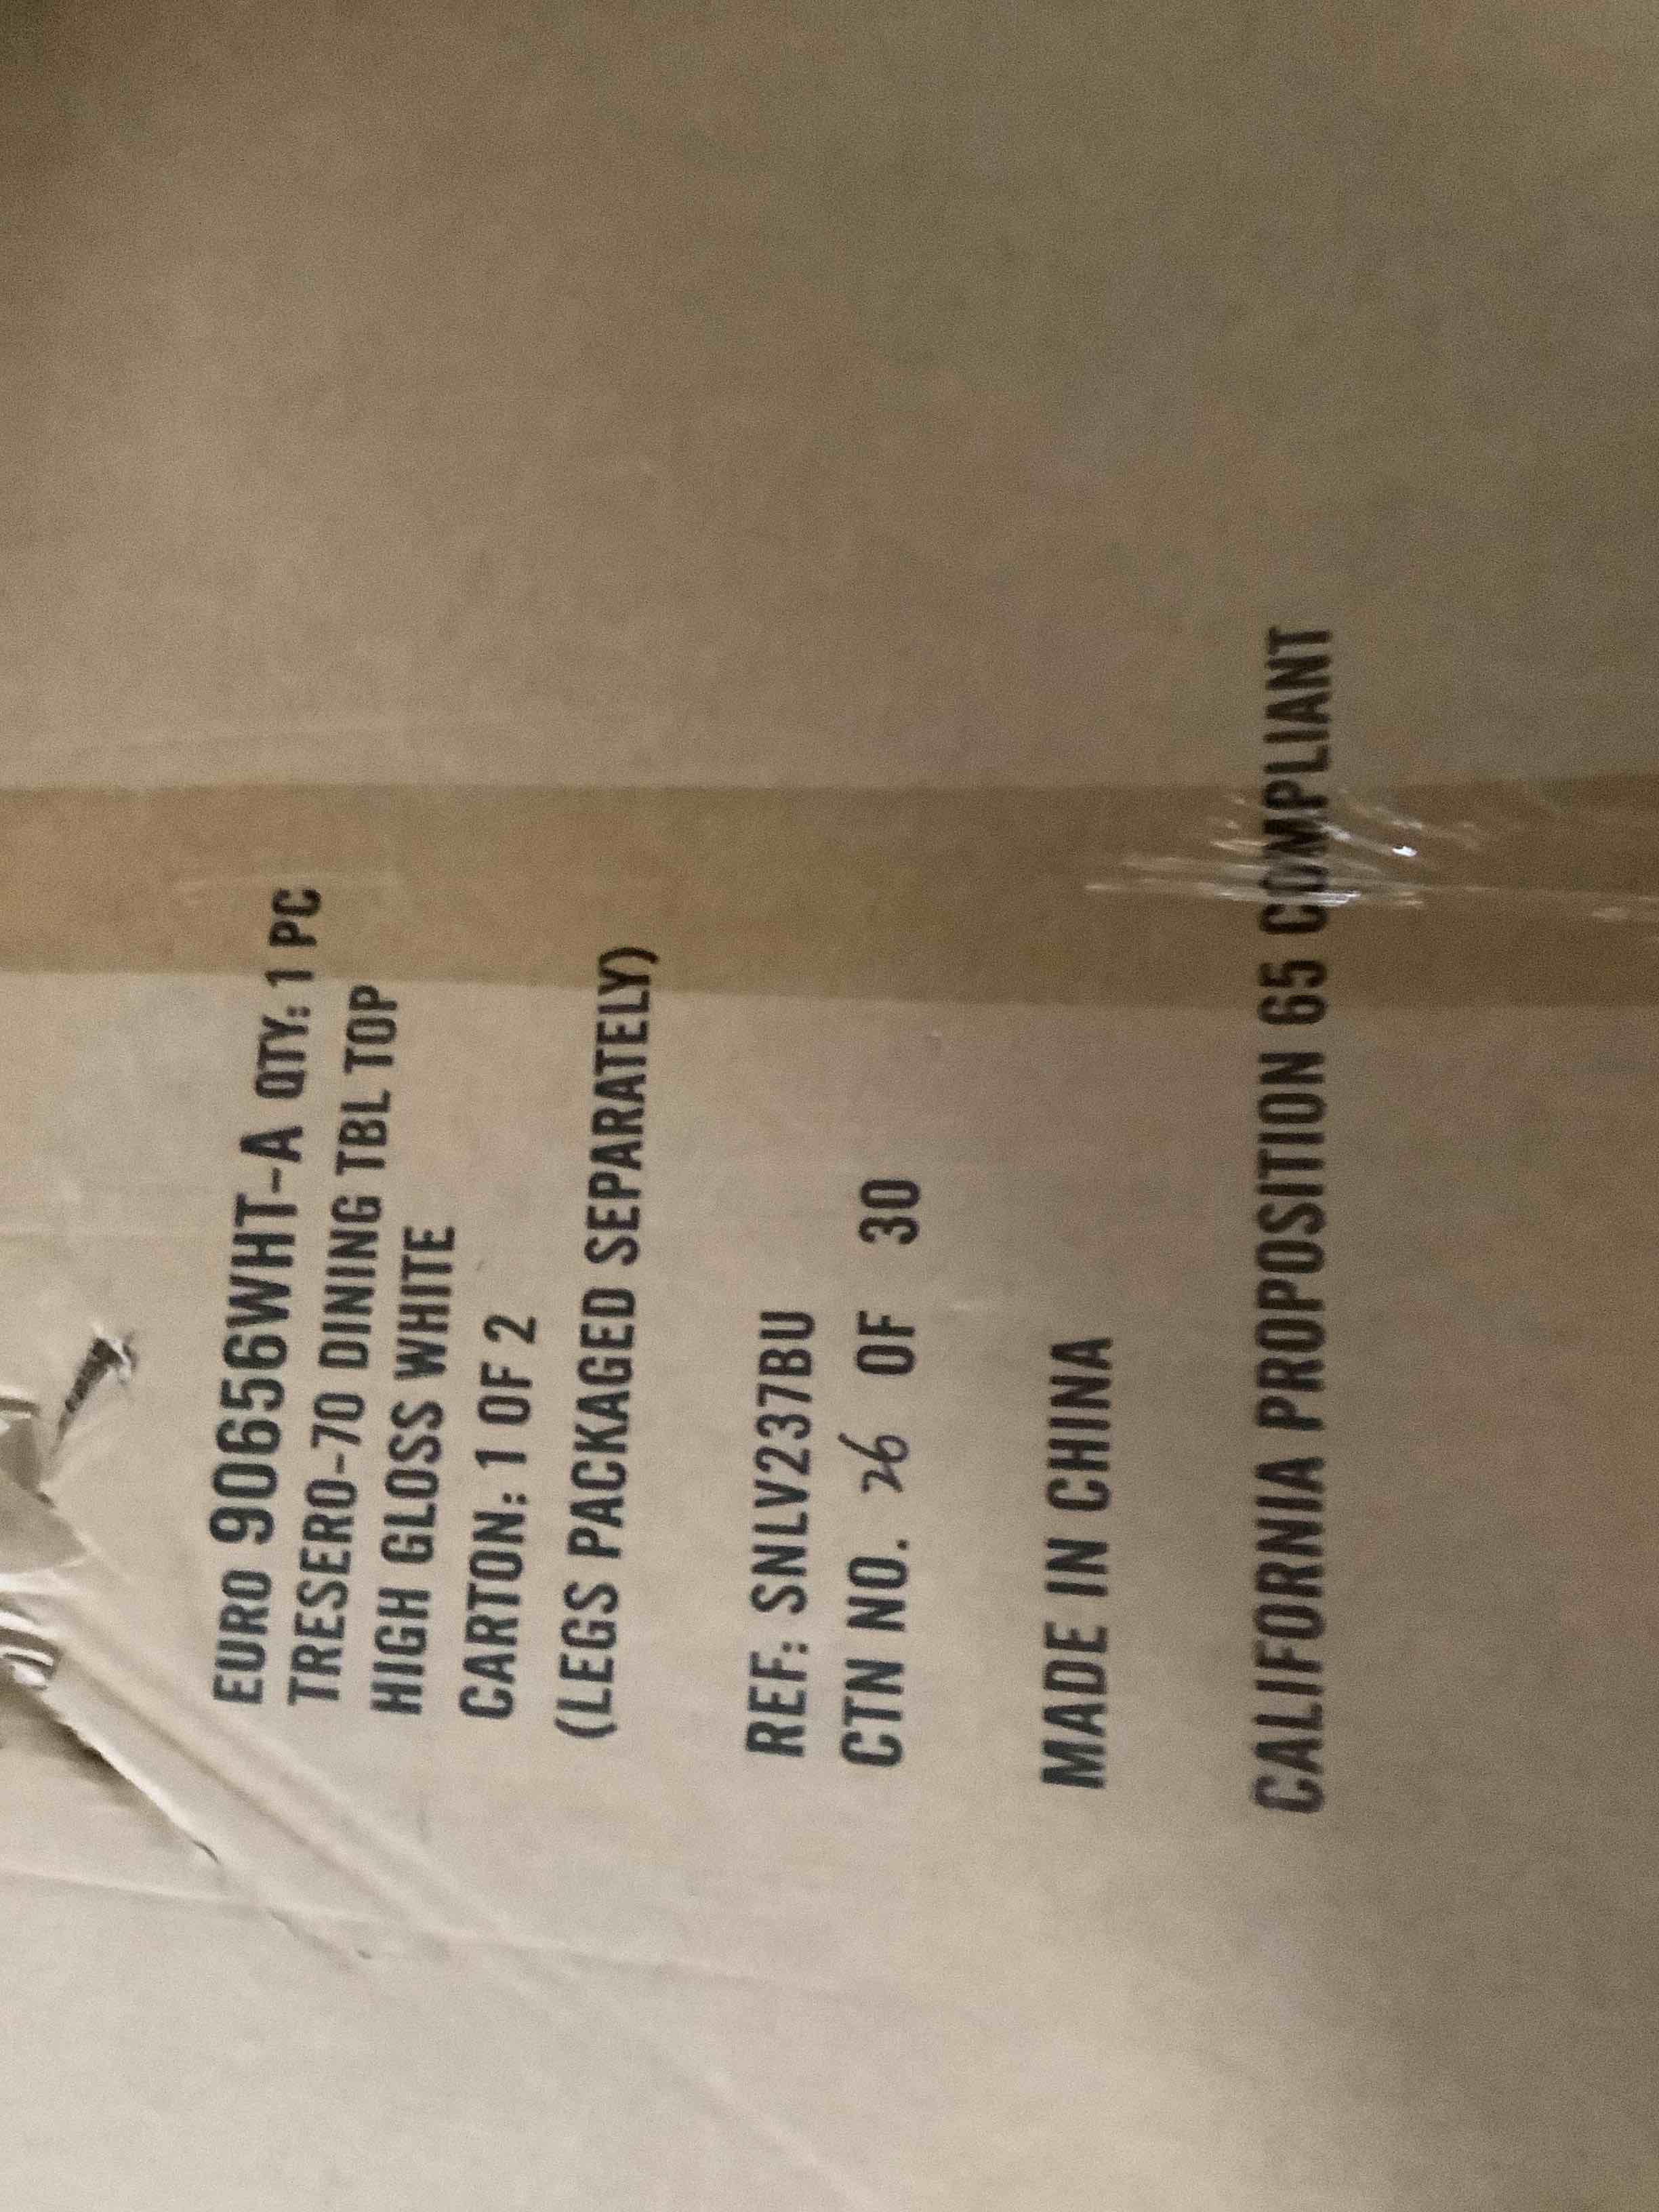 EURO 90656WHT-A QTY: 1 PC
TRESERO-70 DINING TBL TOP
HIGH GLOSS WHITE
CARTON: 1 OF 2
(LEGS PACKAGED SEPARATELY)
REF: SNLV237BU
CTN NO. 26 OF 30
MADE IN CHINA
CALIFORNIA PROPOSITION 65 COMPLIANT